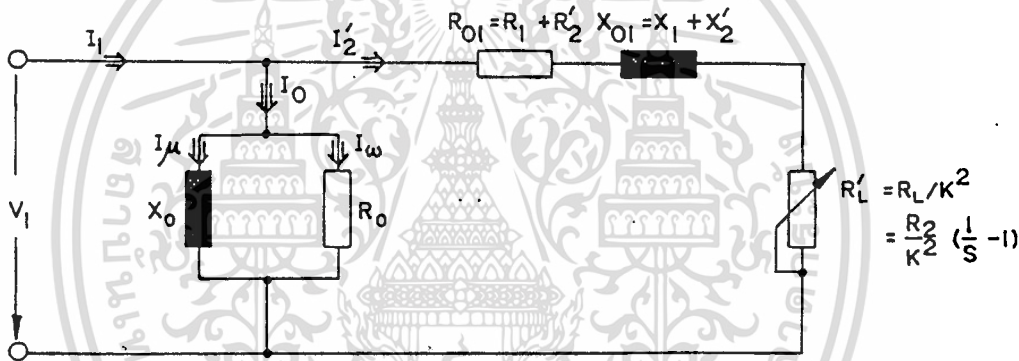 R₀₁ = R₁ + R'₂ X₀₁ = X₁ + X'₂
I₁
I'₂
I₀
Iμ
Iω
V₁
X₀
R₀
R'L = RL/K²
= R₂/K² (1/S - 1)